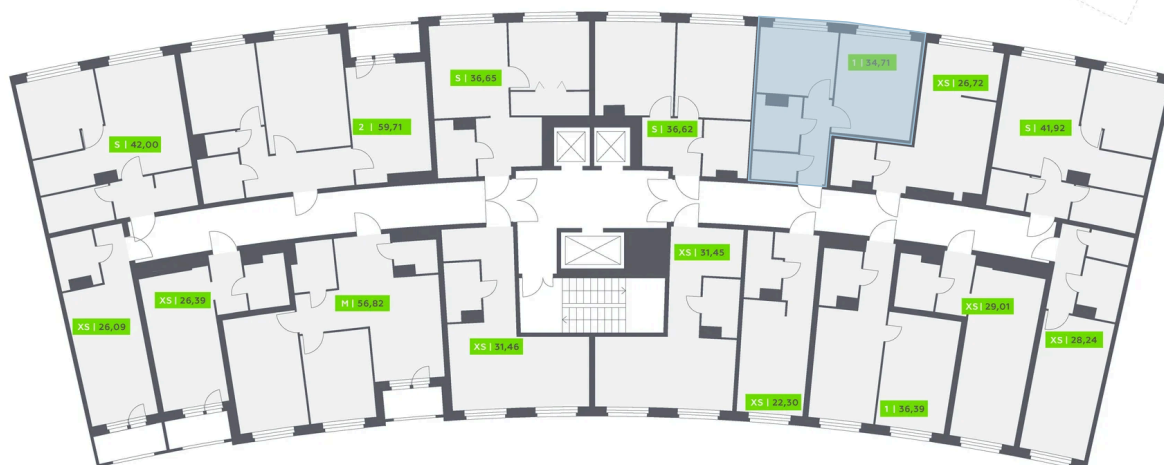 1 | 34,71
S | 36,65
XS | 26,72
2 | 59,71
S | 36,62
S | 41,92
S | 42,00
XS | 31,45
XS | 26,39
M | 56,82
XS | 29,01
XS | 26,09
XS | 28,24
XS | 31,46
XS | 22,30
1 | 36,39